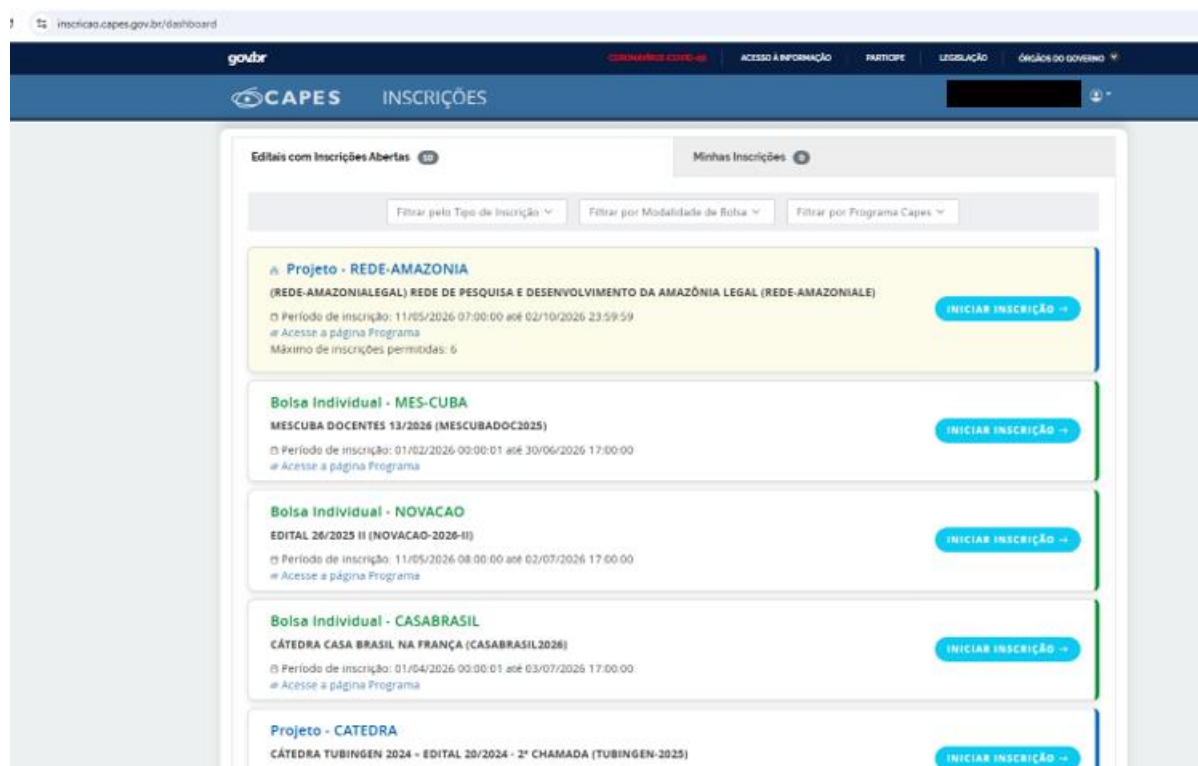 inscricao.capes.gov.br/dashboard
govbr
CORONAVÍRUS (COVID-19) ACESSO À INFORMAÇÃO PARTICIPE LEGISLAÇÃO ÓRGÃOS DO GOVERNO
CAPES INSCRIÇÕES
Editais com Inscrições Abertas 10 Minhas Inscrições 0
Filtrar pelo Tipo de Inscrição Filtrar por Modalidade de Bolsa Filtrar por Programa Capes
Projeto - REDE-AMAZONIA
(REDE-AMAZONIALEGAL) REDE DE PESQUISA E DESENVOLVIMENTO DA AMAZÔNIA LEGAL (REDE-AMAZONIALE)
Período de inscrição: 11/05/2026 07:00:00 até 02/10/2026 23:59:59
INICIAR INSCRIÇÃO →
Acesse a página Programa
Máximo de inscrições permitidas: 6
Bolsa Individual - MES-CUBA
MESCUBA DOCENTES 13/2026 (MESCUBADOC2025)
INICIAR INSCRIÇÃO →
Período de inscrição: 01/02/2026 00:00:01 até 30/06/2026 17:00:00
Acesse a página Programa
Bolsa Individual - NOVACAO
EDITAL 26/2025 II (NOVACAO-2026-II)
INICIAR INSCRIÇÃO →
Período de inscrição: 11/05/2026 08:00:00 até 02/07/2026 17:00:00
Acesse a página Programa
Bolsa Individual - CASABRASIL
CÁTEDRA CASA BRASIL NA FRANÇA (CASABRASIL2026)
INICIAR INSCRIÇÃO →
Período de inscrição: 01/04/2026 00:00:01 até 03/07/2026 17:00:00
Acesse a página Programa
Projeto - CATEDRA
CÁTEDRA TUBINGEN 2024 - EDITAL 20/2024 - 2ª CHAMADA (TUBINGEN-2025)
INICIAR INSCRIÇÃO →